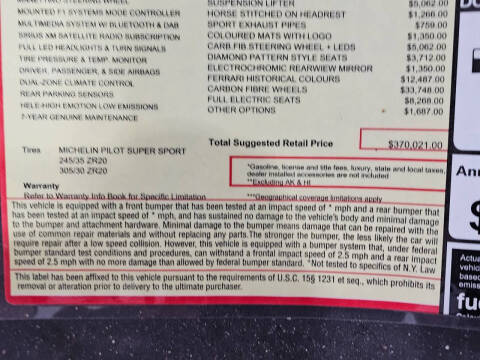 SUSPENSION LIFTER $5,062.00
MOUNTED F1 SYSTEMS MODE CONTROLLER HORSE STITCHED ON HEADREST $1,266.00
MULTIMEDIA SYSTEM W/ BLUETOOTH & DAB SPORT EXHAUST PIPES $759.00
SIRIUS XM SATELLITE RADIO SUBSCRIPTION COLOURED MATS WITH LOGO $1,350.00
FULL LED HEADLIGHTS & TURN SIGNALS CARB.FIB STEERING WHEEL + LEDS $5,062.00
TIRE PRESSURE & TEMP. MONITOR DIAMOND PATTERN STYLE SEATS $3,712.00
DRIVER, PASSENGER, & SIDE AIRBAGS ELECTROCHROMIC REARWIEW MIRROR $1,350.00
DUAL-ZONE CLIMATE CONTROL FERRARI HISTORICAL COLOURS $12,487.00
REAR PARKING SENSORS CARBON FIBRE WHEELS $33,748.00
HELE-HIGH EMOTION LOW EMISSIONS FULL ELECTRIC SEATS $8,268.00
7-YEAR GENUINE MAINTENANCE OTHER OPTIONS $1,687.00
Total Suggested Retail Price $370,021.00
Tires MICHELIN PILOT SUPER SPORT
245/35 ZR20
305/30 ZR20
*Gasoline, license and title fees, luxury, state and local taxes,
dealer installed accessories are not included
**Excluding AK & HI
Warranty
Refer to Warranty Info Book for Specific Limitation ***Geographical coverage limitations apply
This vehicle is equipped with a front bumper that has been tested at an impact speed of * mph and a rear bumper that
has been tested at an impact speed of * mph, and has sustained no damage to the vehicle's body and minimal damage
to the bumper and attachment hardware. Minimal damage to the bumper means damage that can be repaired with the
use of common repair materials and without replacing any parts.The stronger the bumper, the less likely the car will
require repair after a low speed collision. However, this vehicle is equipped with a bumper system that, under federal
bumper standard test conditions and procedures, can withstand a frontal impact speed of 2.5 mph and a rear impact
speed of 2.5 mph with no more damage than allowed by federal bumper standard. *Not tested to specifics of N.Y. Law
This label has been affixed to this vehicle pursuant to the requirements of U.S.C. 15§ 1231 et seq., which prohibits its
removal or alteration prior to delivery to the ultimate purchaser.
Ann
$
Actual
vehic
based
emiss
fu